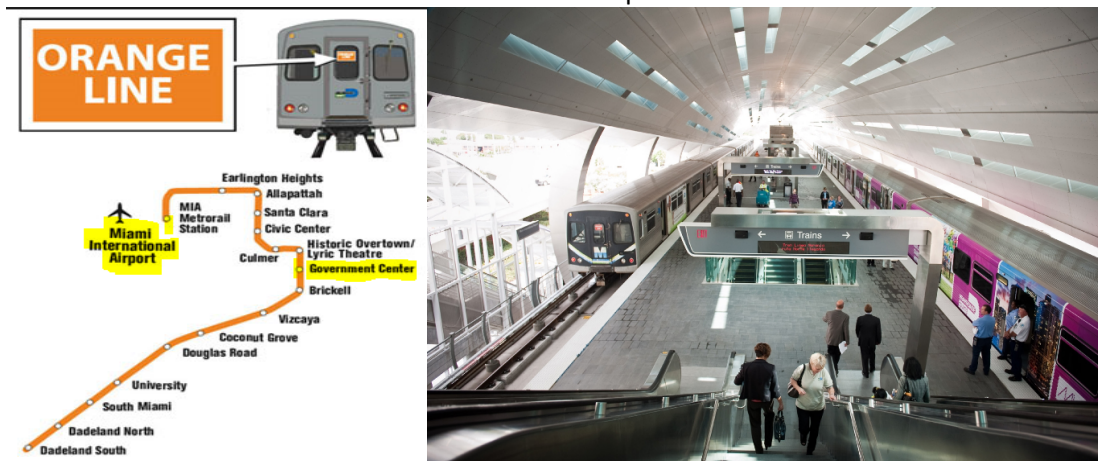 ORANGE
LINE
Earlington Heights
Allapattah
MIA
Metrorail
Station
Santa Clara
Miami
International
Airport
Civic Center
Historic Overtown/
Lyric Theatre
Culmer
Government Center
Brickell
Vizcaya
Coconut Grove
Douglas Road
University
South Miami
Dadeland North
Dadeland South
← Trains →
M